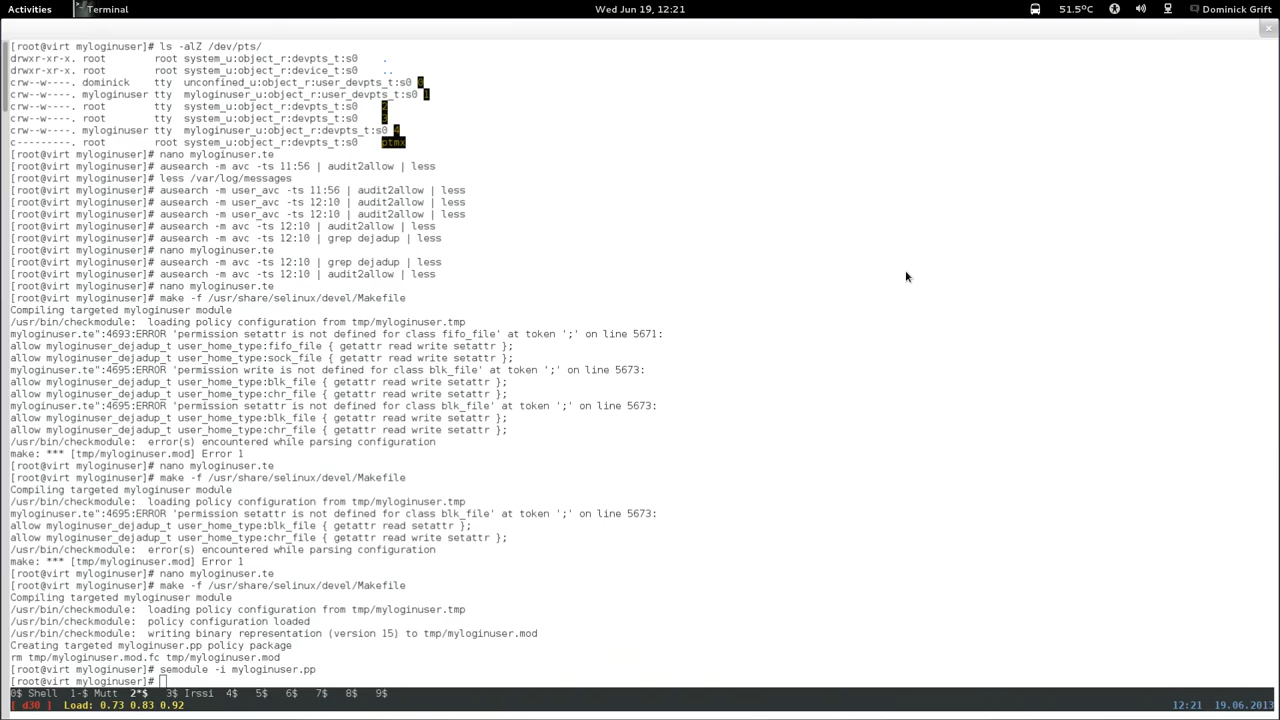 Activities
Terminal
Wed Jun 19, 12:21
51.5°C
Dominick Grift
[root@virt myloginuser]# ls -alZ /dev/pts/
drwxr-xr-x. root root system_u:object_r:devpts_t:s0 .
drwxr-xr-x. root root system_u:object_r:device_t:s0 ..
crw--w----. dominick tty unconfined_u:object_r:user_devpts_t:s0 0
crw--w----. myloginuser tty myloginuser_u:object_r:user_devpts_t:s0 1
crw--w----. root tty system_u:object_r:devpts_t:s0 2
crw--w----. root tty system_u:object_r:devpts_t:s0 3
crw--w----. myloginuser tty myloginuser_u:object_r:devpts_t:s0 4
c---------. root root system_u:object_r:devpts_t:s0 ptmx
[root@virt myloginuser]# nano myloginuser.te
[root@virt myloginuser]# ausearch -m avc -ts 11:56 | audit2allow | less
[root@virt myloginuser]# less /var/log/messages
[root@virt myloginuser]# ausearch -m user_avc -ts 11:56 | audit2allow | less
[root@virt myloginuser]# ausearch -m user_avc -ts 12:10 | audit2allow | less
[root@virt myloginuser]# ausearch -m user_avc -ts 12:10 | audit2allow | less
[root@virt myloginuser]# ausearch -m avc -ts 12:10 | audit2allow | less
[root@virt myloginuser]# ausearch -m avc -ts 12:10 | grep dejadup | less
[root@virt myloginuser]# nano myloginuser.te
[root@virt myloginuser]# ausearch -m avc -ts 12:10 | grep dejadup | less
[root@virt myloginuser]# ausearch -m avc -ts 12:10 | audit2allow | less
[root@virt myloginuser]# nano myloginuser.te
[root@virt myloginuser]# make -f /usr/share/selinux/devel/Makefile
Compiling targeted myloginuser module
/usr/bin/checkmodule:  loading policy configuration from tmp/myloginuser.tmp
myloginuser.te":4693:ERROR 'permission setattr is not defined for class fifo_file' at token ';' on line 5671:
allow myloginuser_dejadup_t user_home_type:fifo_file { getattr read write setattr };
allow myloginuser_dejadup_t user_home_type:sock_file { getattr read write setattr };
myloginuser.te":4695:ERROR 'permission write is not defined for class blk_file' at token ';' on line 5673:
allow myloginuser_dejadup_t user_home_type:blk_file { getattr read write setattr };
allow myloginuser_dejadup_t user_home_type:chr_file { getattr read write setattr };
myloginuser.te":4695:ERROR 'permission setattr is not defined for class blk_file' at token ';' on line 5673:
allow myloginuser_dejadup_t user_home_type:blk_file { getattr read write setattr };
allow myloginuser_dejadup_t user_home_type:chr_file { getattr read write setattr };
/usr/bin/checkmodule:  error(s) encountered while parsing configuration
make: *** [tmp/myloginuser.mod] Error 1
[root@virt myloginuser]# nano myloginuser.te
[root@virt myloginuser]# make -f /usr/share/selinux/devel/Makefile
Compiling targeted myloginuser module
/usr/bin/checkmodule:  loading policy configuration from tmp/myloginuser.tmp
myloginuser.te":4695:ERROR 'permission setattr is not defined for class blk_file' at token ';' on line 5673:
allow myloginuser_dejadup_t user_home_type:blk_file { getattr read setattr };
allow myloginuser_dejadup_t user_home_type:chr_file { getattr read write setattr };
/usr/bin/checkmodule:  error(s) encountered while parsing configuration
make: *** [tmp/myloginuser.mod] Error 1
[root@virt myloginuser]# nano myloginuser.te
[root@virt myloginuser]# make -f /usr/share/selinux/devel/Makefile
Compiling targeted myloginuser module
/usr/bin/checkmodule:  loading policy configuration from tmp/myloginuser.tmp
/usr/bin/checkmodule:  policy configuration loaded
/usr/bin/checkmodule:  writing binary representation (version 15) to tmp/myloginuser.mod
Creating targeted myloginuser.pp policy package
rm tmp/myloginuser.mod.fc tmp/myloginuser.mod
[root@virt myloginuser]# semodule -i myloginuser.pp
[root@virt myloginuser]#
0$ Shell  1-$ Mutt  2*$  3$ Irssi  4$  5$  6$  7$  8$  9$
[ d30 ]  Load: 0.73 0.83 0.92  12:21  19.06.2013